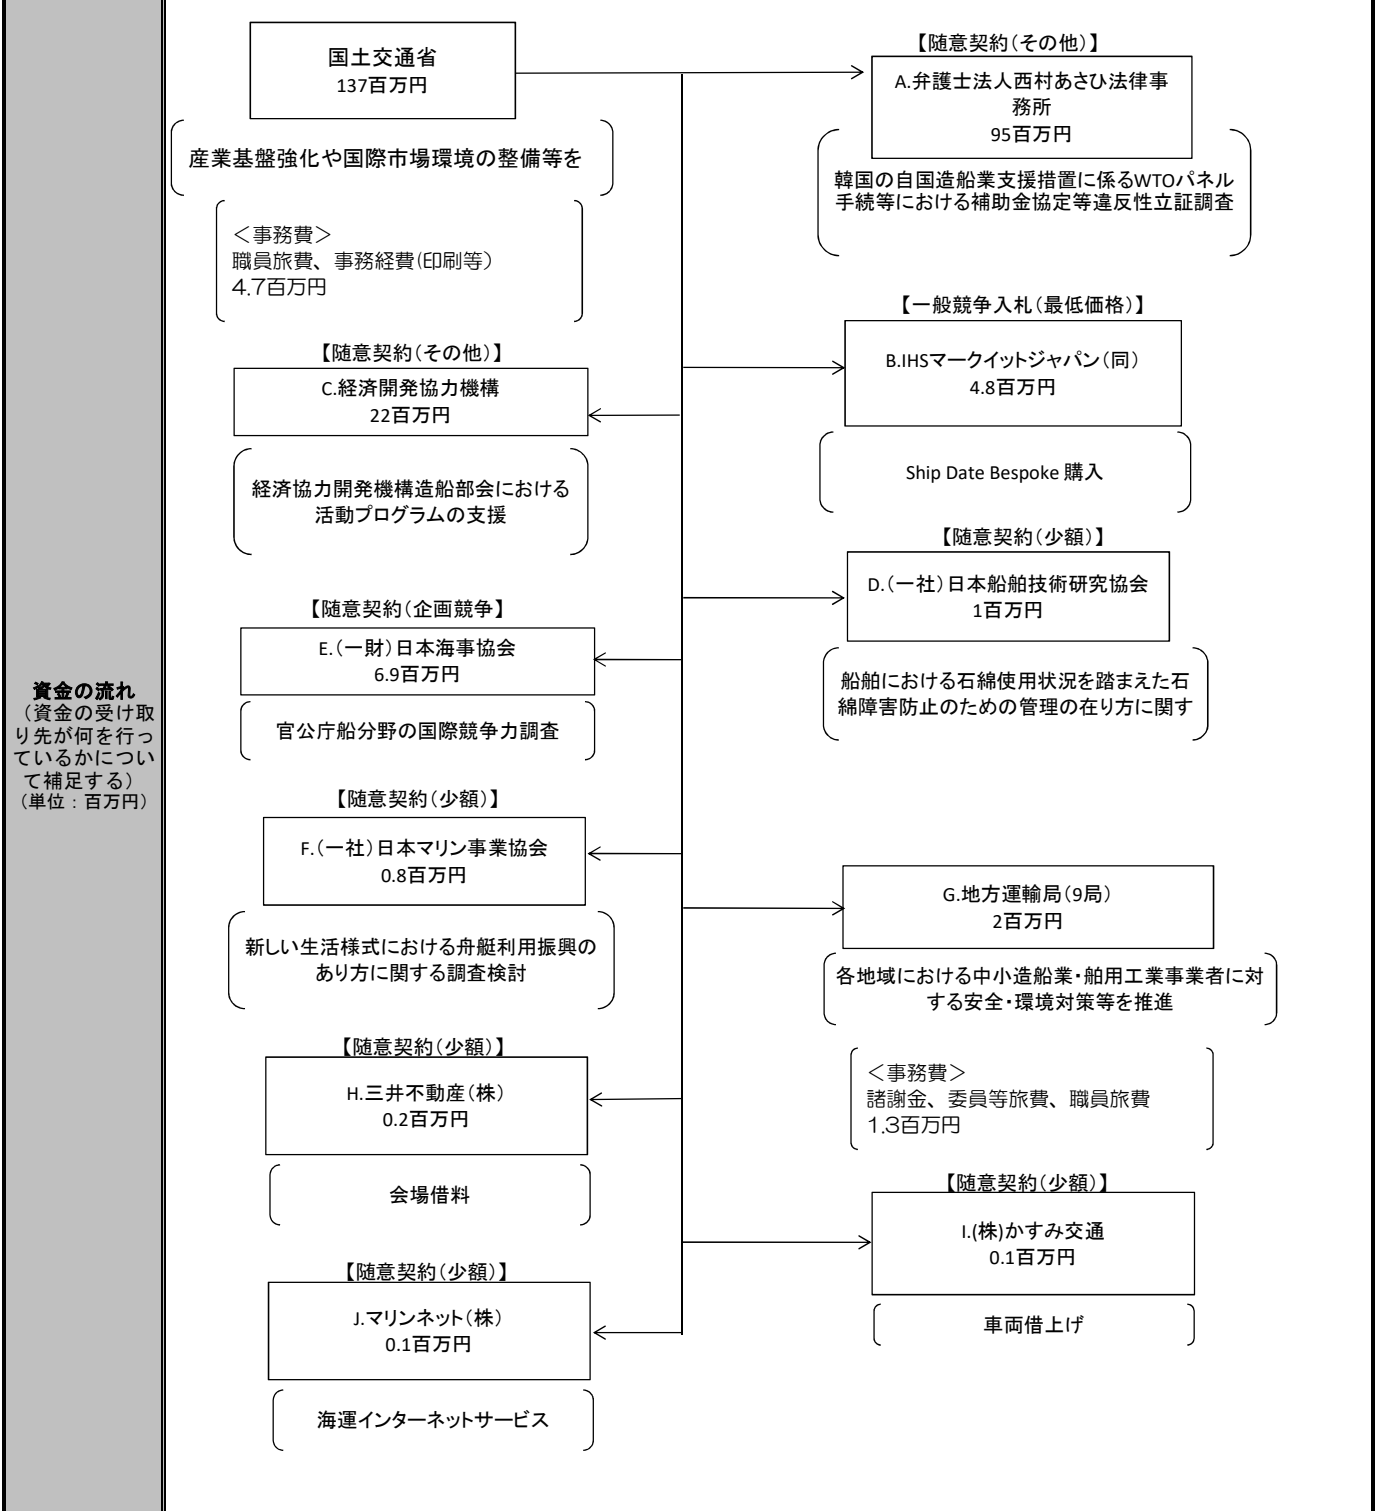 資金の流れ
（資金の受け取
り先が何を行っ
ているかについ
て補足する）
（単位：百万円）
国土交通省
137百万円
産業基盤強化や国際市場環境の整備等を
＜事務費＞
職員旅費、事務経費(印刷等）
4.7百万円
【随意契約（その他）】
A.弁護士法人西村あさひ法律事
務所
95百万円
韓国の自国造船業支援措置に係るWTOパネル
手続等における補助金協定等違反性立証調査
【一般競争入札（最低価格）】
B.IHSマークイットジャパン（同）
4.8百万円
Ship Date Bespoke 購入
【随意契約（その他）】
C.経済開発協力機構
22百万円
経済協力開発機構造船部会における
活動プログラムの支援
【随意契約（少額）】
D.（一社）日本船舶技術研究協会
1百万円
船舶における石綿使用状況を踏まえた石
綿障害防止のための管理の在り方に関す
【随意契約（企画競争】
E.（一財）日本海事協会
6.9百万円
官公庁船分野の国際競争力調査
【随意契約（少額）】
F.（一社）日本マリン事業協会
0.8百万円
新しい生活様式における舟艇利用振興の
あり方に関する調査検討
G.地方運輸局（9局）
2百万円
各地域における中小造船業・舶用工業事業者に対
する安全・環境対策等を推進
＜事務費＞
諸謝金、委員等旅費、職員旅費
1.3百万円
【随意契約（少額）】
H.三井不動産（株）
0.2百万円
会場借料
【随意契約（少額）】
I.(株)かすみ交通
0.1百万円
車両借上げ
【随意契約（少額）】
J.マリンネット（株）
0.1百万円
海運インターネットサービス